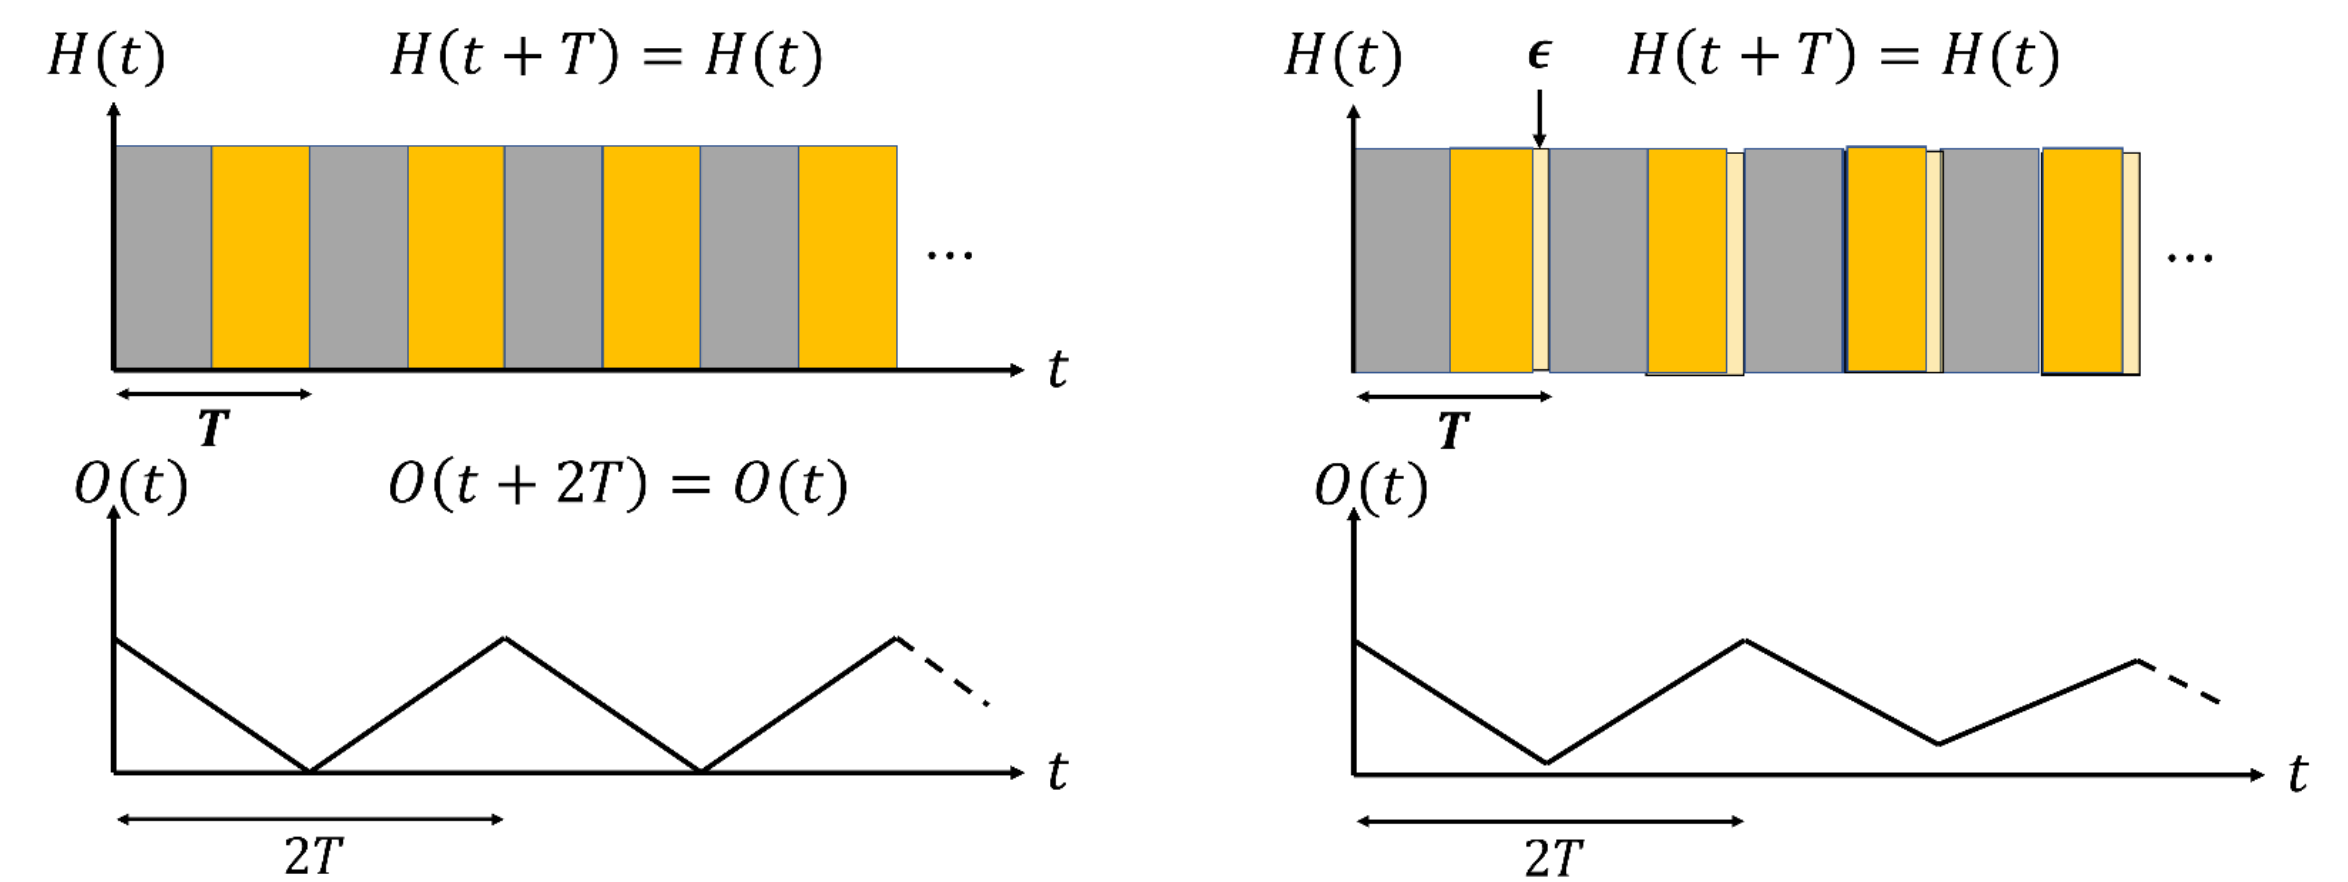 H(t)
H(t + T) = H(t)
...
t
T
O(t)
O(t + 2T) = O(t)
t
2T
H(t)
ϵ
H(t + T) = H(t)
...
T
O(t)
t
2T